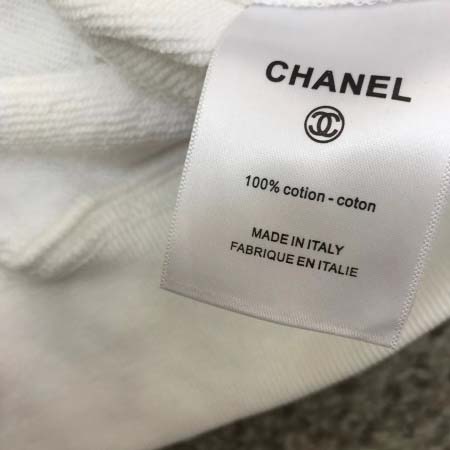 CHANEL
100% cotion - coton
MADE IN ITALY
FABRIQUE EN ITALIE